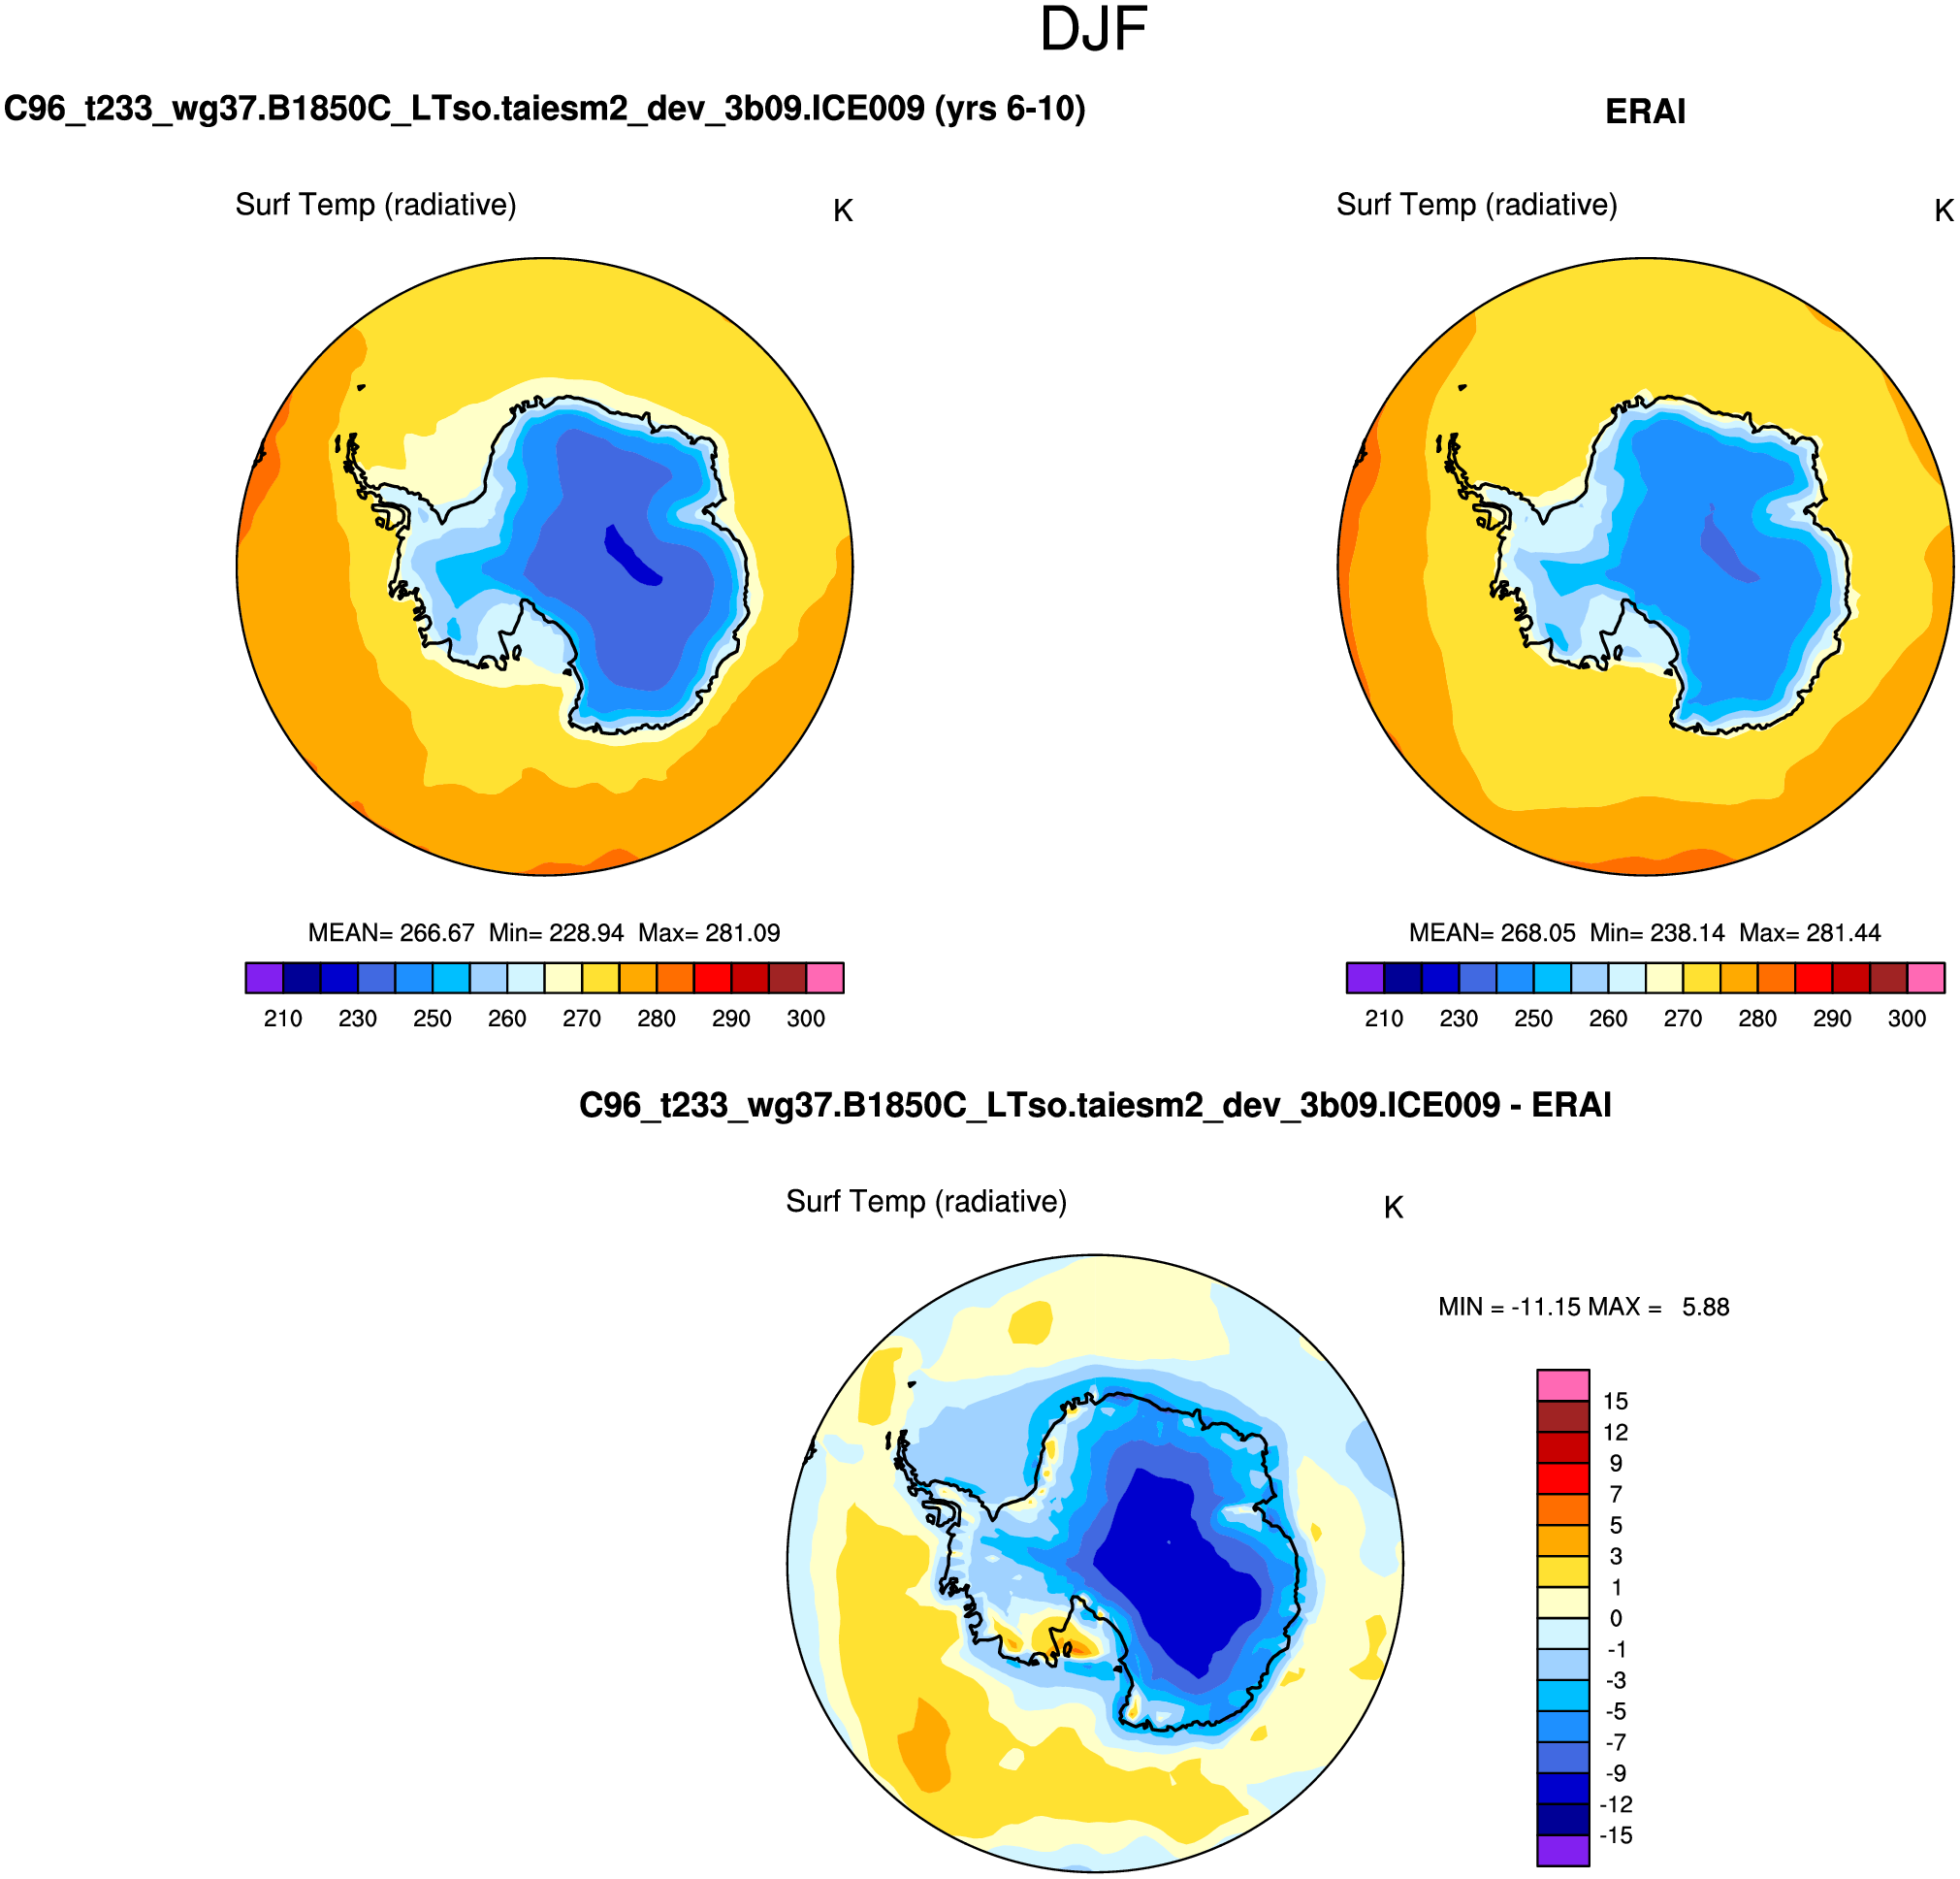 DJF
C96_t233_wg37.B1850C_LTso.taiesm2_dev_3b09.ICE009 (yrs 6-10)
ERAI
Surf Temp (radiative) K
Surf Temp (radiative) K
MEAN= 266.67 Min= 228.94 Max= 281.09
MEAN= 268.05 Min= 238.14 Max= 281.44
210 230 250 260 270 280 290 300
210 230 250 260 270 280 290 300
C96_t233_wg37.B1850C_LTso.taiesm2_dev_3b09.ICE009 - ERAI
Surf Temp (radiative) K
MIN = -11.15 MAX = 5.88
15
12
9
7
5
3
1
0
-1
-3
-5
-7
-9
-12
-15